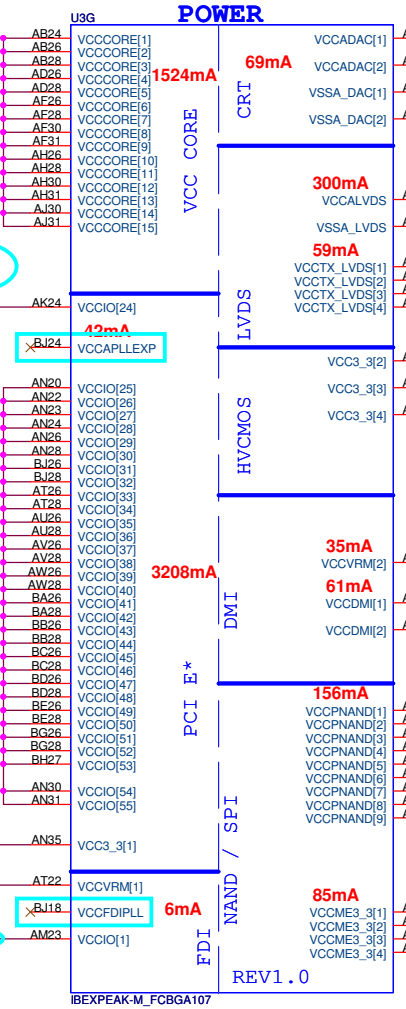 POWER
U3G
AB24 VCCCORE[1]
AB26 VCCCORE[2]
AB28 VCCCORE[3]
AD26 VCCCORE[4]
AD28 VCCCORE[5]
AF26 VCCCORE[6]
AF28 VCCCORE[7]
AF30 VCCCORE[8]
AF31 VCCCORE[9]
AH26 VCCCORE[10]
AH28 VCCCORE[11]
AH30 VCCCORE[12]
AH31 VCCCORE[13]
AJ30 VCCCORE[14]
AJ31 VCCCORE[15]
1524mA
VCC CORE
AK24 VCCIO[24]
42mA
BJ24 VCCAPLLEXP
AN20 VCCIO[25]
AN22 VCCIO[26]
AN23 VCCIO[27]
AN24 VCCIO[28]
AN26 VCCIO[29]
AN28 VCCIO[30]
BJ26 VCCIO[31]
BJ28 VCCIO[32]
AT26 VCCIO[33]
AT28 VCCIO[34]
AU26 VCCIO[35]
AU28 VCCIO[36]
AV26 VCCIO[37]
AV28 VCCIO[38]
AW26 VCCIO[39]
AW28 VCCIO[40]
BA26 VCCIO[41]
BA28 VCCIO[42]
BB26 VCCIO[43]
BB28 VCCIO[44]
BC26 VCCIO[45]
BC28 VCCIO[46]
BD26 VCCIO[47]
BD28 VCCIO[48]
BE26 VCCIO[49]
BE28 VCCIO[50]
BG26 VCCIO[51]
BG28 VCCIO[52]
BH27 VCCIO[53]
AN30 VCCIO[54]
AN31 VCCIO[55]
3208mA
PCI E*
AN35 VCC3_3[1]
AT22 VCCVRM[1]
BJ18 VCCFDIPLL
6mA
AM23 VCCIO[1]
FDI
69mA
CRT
VCCADAC[1]
VCCADAC[2]
VSSA_DAC[1]
VSSA_DAC[2]
300mA
VCCALVDS
VSSA_LVDS
59mA
VCCTX_LVDS[1]
VCCTX_LVDS[2]
VCCTX_LVDS[3]
VCCTX_LVDS[4]
LVDS
VCC3_3[2]
VCC3_3[3]
VCC3_3[4]
HVCMOS
35mA
VCCVRM[2]
61mA
VCCDMI[1]
VCCDMI[2]
DMI
156mA
VCCPNAND[1]
VCCPNAND[2]
VCCPNAND[3]
VCCPNAND[4]
VCCPNAND[5]
VCCPNAND[6]
VCCPNAND[7]
VCCPNAND[8]
VCCPNAND[9]
NAND / SPI
85mA
VCCME3_3[1]
VCCME3_3[2]
VCCME3_3[3]
VCCME3_3[4]
REV1.0
IBEXPEAK-M_FCBGA107